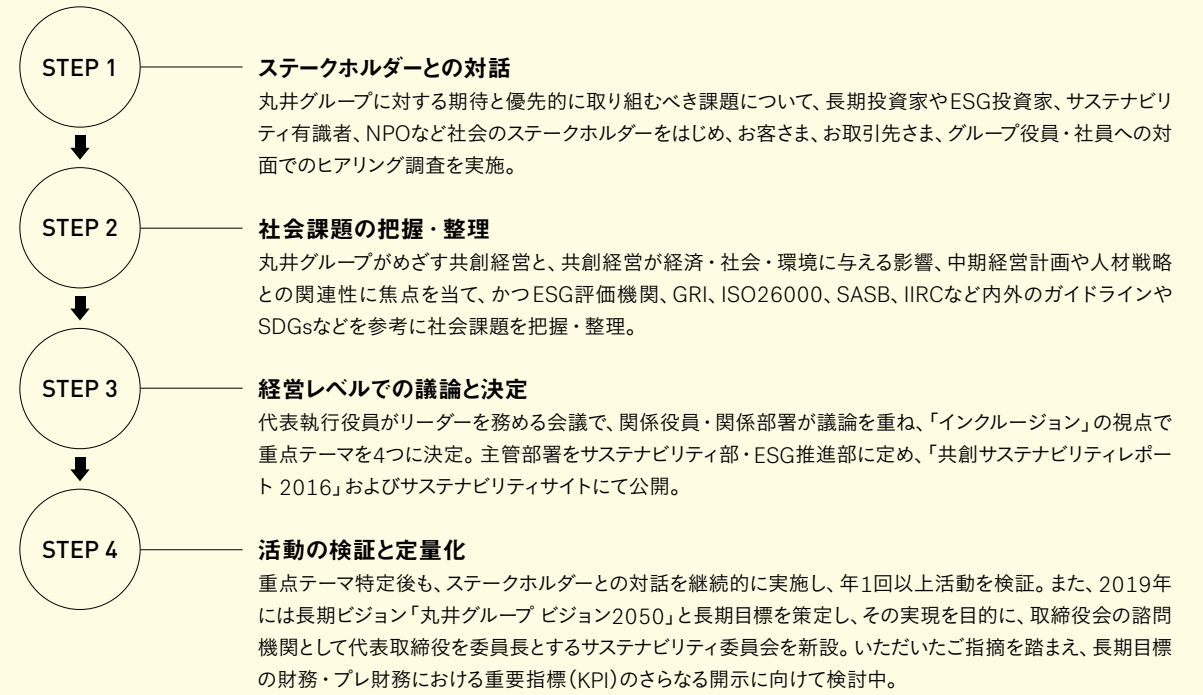 STEP 1
ステークホルダーとの対話
丸井グループに対する期待と優先的に取り組むべき課題について、長期投資家やESG投資家、サステナビリ
ティ有識者、NPOなど社会のステークホルダーをはじめ、お客さま、お取引先さま、グループ役員・社員への対
面でのヒアリング調査を実施。
STEP 2
社会課題の把握・整理
丸井グループがめざす共創経営と、共創経営が経済・社会・環境に与える影響、中期経営計画や人材戦略
との関連性に焦点を当て、かつESG評価機関、GRI、ISO26000、SASB、IIRCなど内外のガイドラインや
SDGsなどを参考に社会課題を把握・整理。
STEP 3
経営レベルでの議論と決定
代表執行役員がリーダーを務める会議で、関係役員・関係部署が議論を重ね、「インクルージョン」の視点で
重点テーマを4つに決定。主管部署をサステナビリティ部・ESG推進部に定め、「共創サステナビリティレポー
ト 2016」およびサステナビリティサイトにて公開。
STEP 4
活動の検証と定量化
重点テーマ特定後も、ステークホルダーとの対話を継続的に実施し、年1回以上活動を検証。また、2019年
には長期ビジョン「丸井グループ ビジョン2050」と長期目標を策定し、その実現を目的に、取締役会の諮問
機関として代表取締役を委員長とするサステナビリティ委員会を新設。いただいたご指摘を踏まえ、長期目標
の財務・プレ財務における重要指標（KPI）のさらなる開示に向けて検討中。